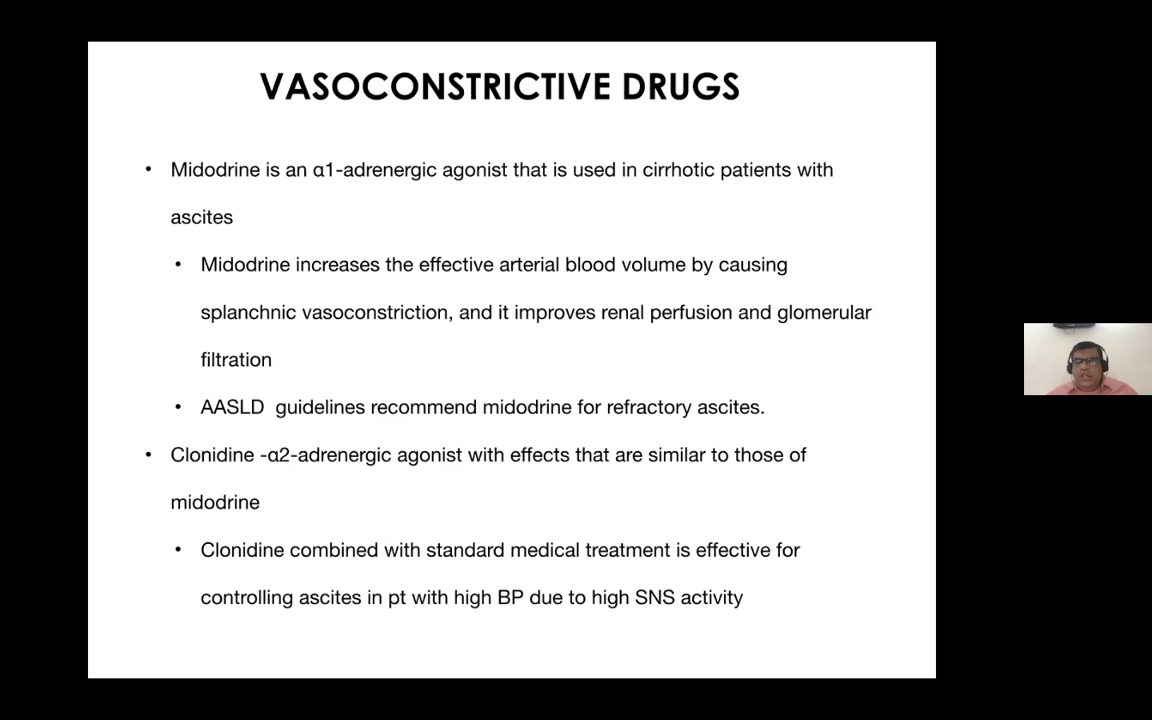 VASOCONSTRICTIVE DRUGS
• Midodrine is an α1-adrenergic agonist that is used in cirrhotic patients with
ascites
• Midodrine increases the effective arterial blood volume by causing
splanchnic vasoconstriction, and it improves renal perfusion and glomerular
filtration
• AASLD  guidelines recommend midodrine for refractory ascites.
• Clonidine -α2-adrenergic agonist with effects that are similar to those of
midodrine
• Clonidine combined with standard medical treatment is effective for
controlling ascites in pt with high BP due to high SNS activity